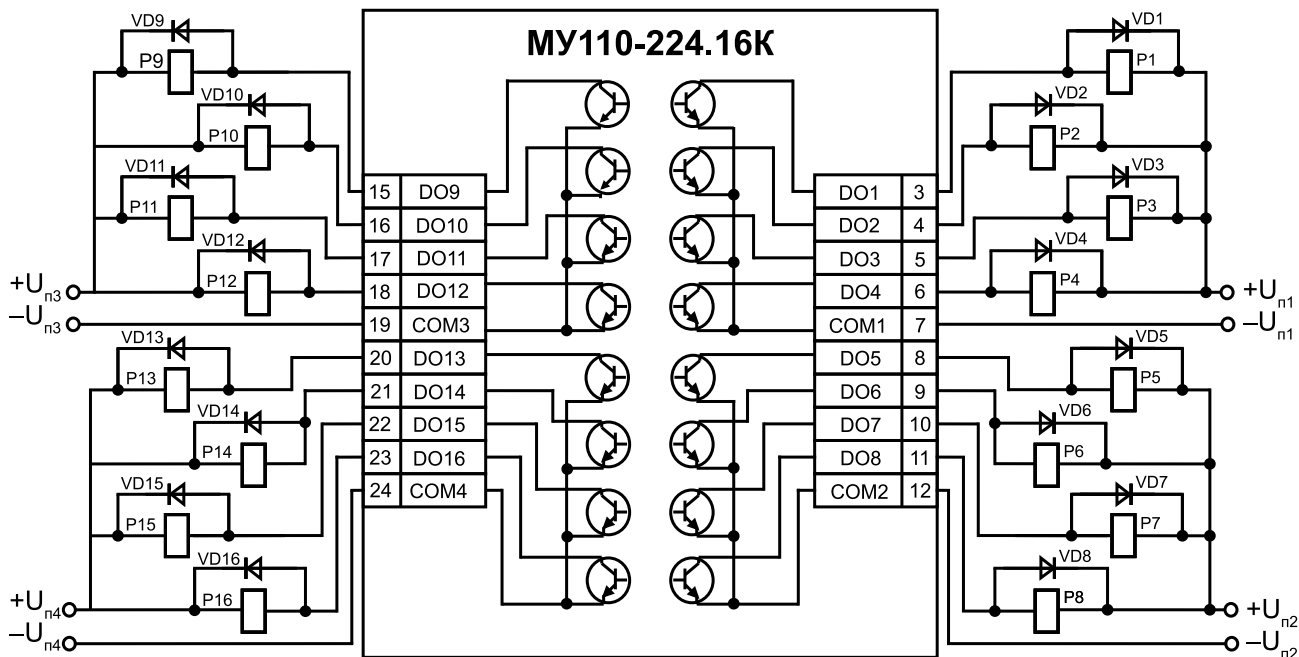 МУ110-224.16К
VD9
P9
VD10
P10
VD11
P11
VD12
P12
+Uп3
–Uп3
VD13
P13
VD14
P14
VD15
P15
VD16
P16
+Uп4
–Uп4
15 DO9
16 DO10
17 DO11
18 DO12
19 COM3
20 DO13
21 DO14
22 DO15
23 DO16
24 COM4
DO1 3
DO2 4
DO3 5
DO4 6
COM1 7
DO5 8
DO6 9
DO7 10
DO8 11
COM2 12
VD1
P1
VD2
P2
VD3
P3
VD4
P4
+Uп1
–Uп1
VD5
P5
VD6
P6
VD7
P7
VD8
P8
+Uп2
–Uп2